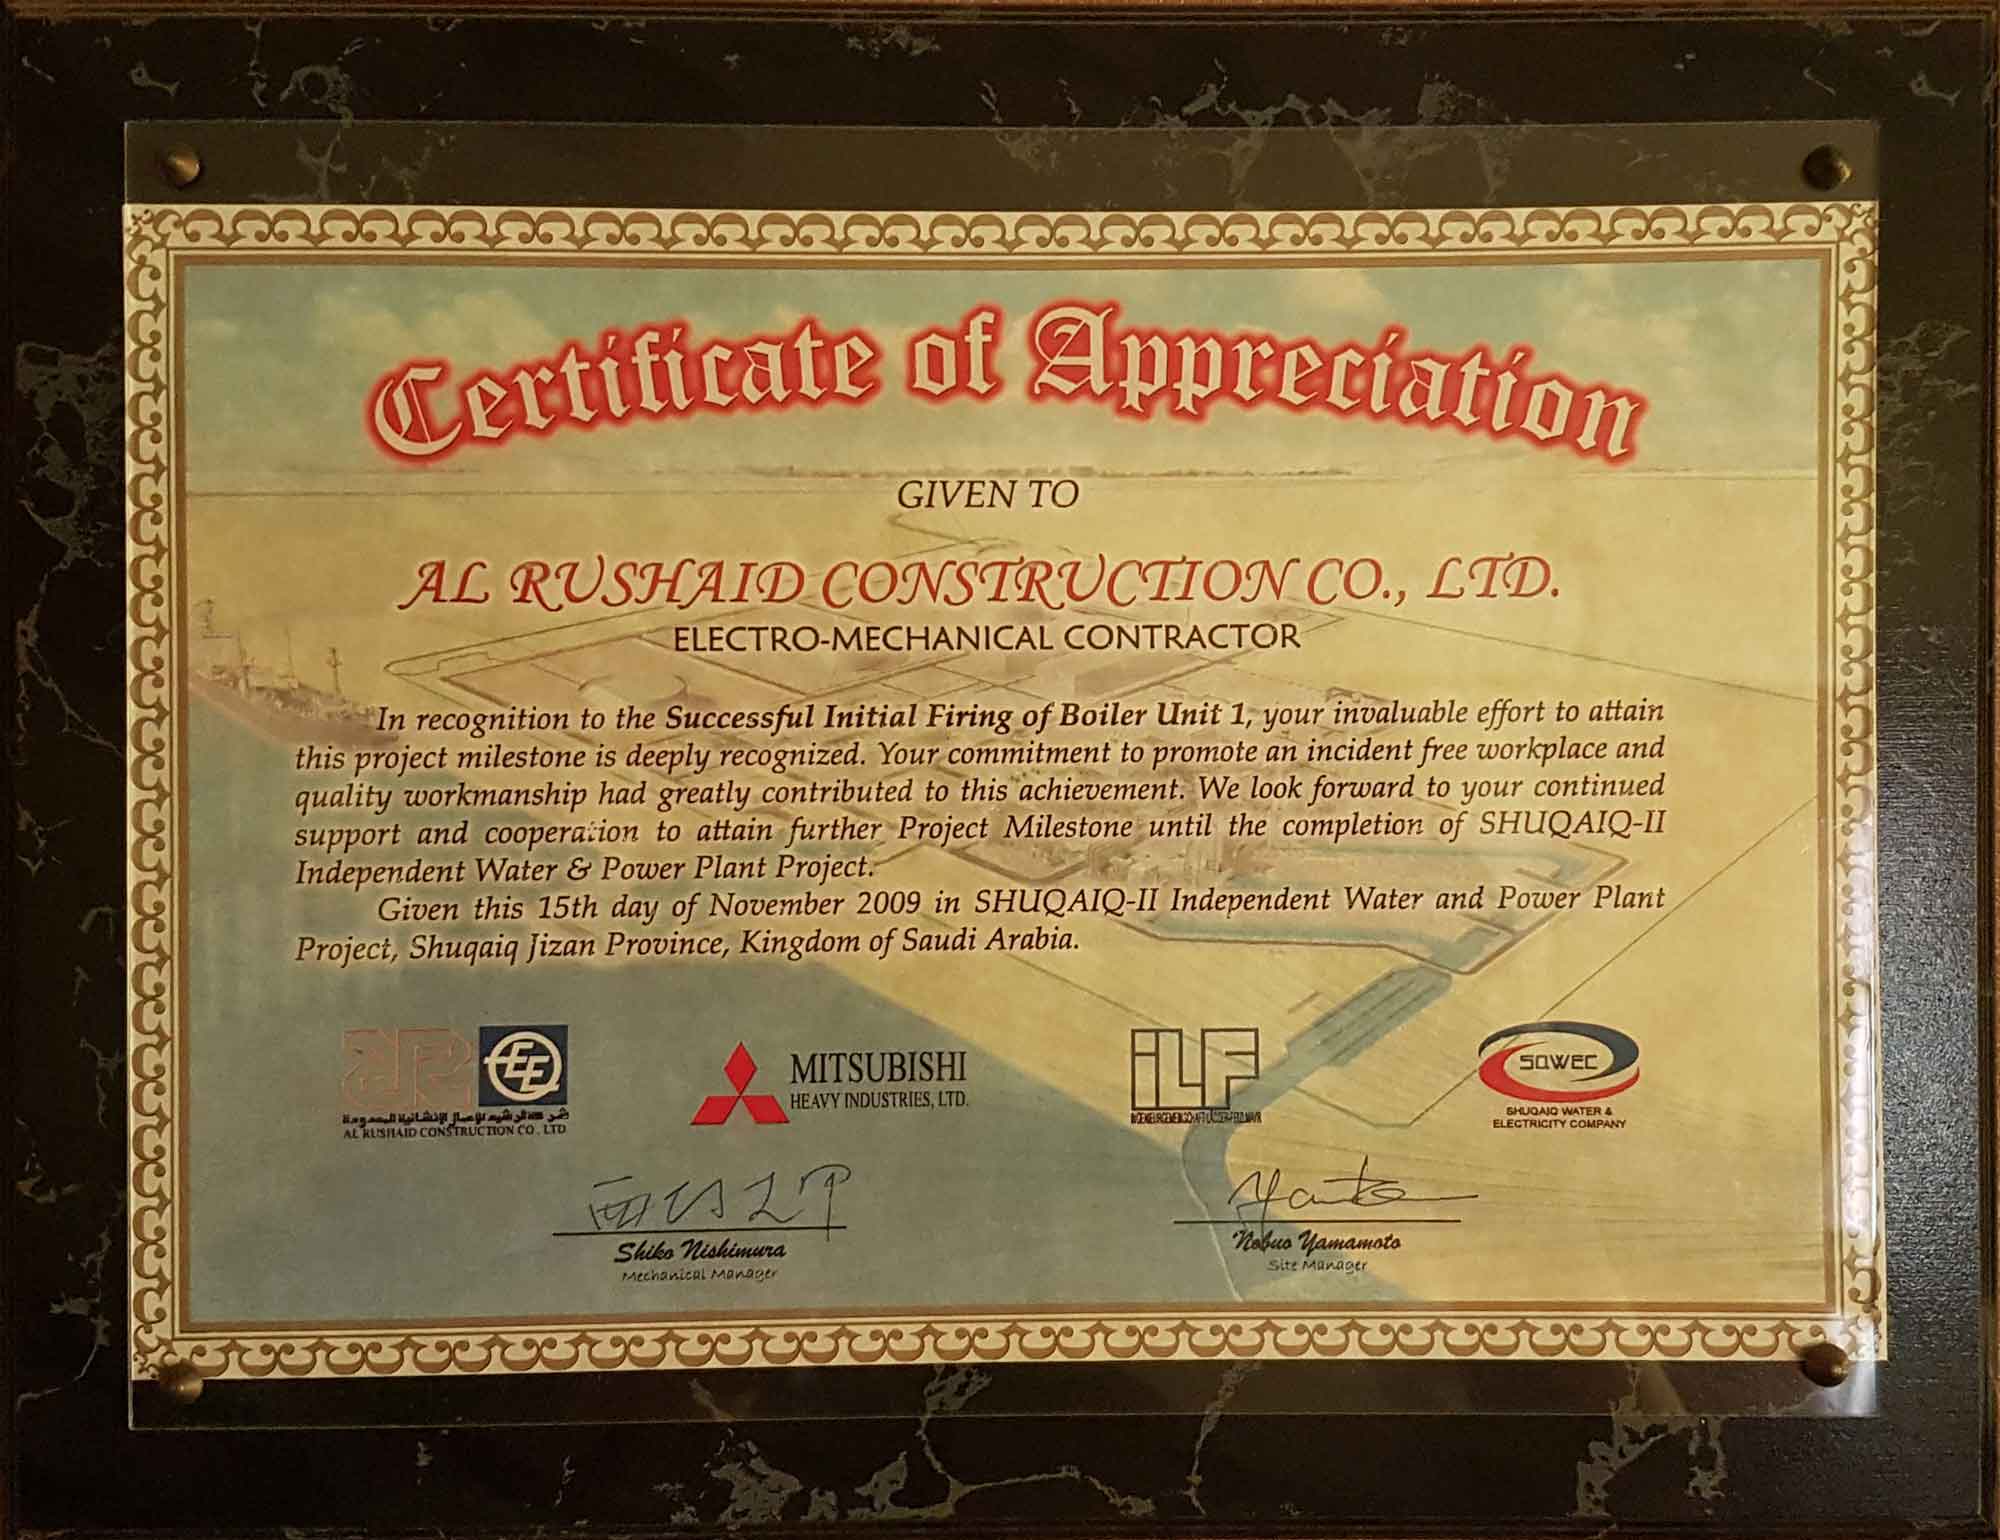 Certificate of Appreciation
GIVEN TO
AL RUSHAID CONSTRUCTION CO., LTD.
ELECTRO-MECHANICAL CONTRACTOR
In recognition to the Successful Initial Firing of Boiler Unit 1, your invaluable effort to attain
this project milestone is deeply recognized. Your commitment to promote an incident free workplace and
quality workmanship had greatly contributed to this achievement. We look forward to your continued
support and cooperation to attain further Project Milestone until the completion of SHUQAIQ-II
Independent Water & Power Plant Project.
Given this 15th day of November 2009 in SHUQAIQ-II Independent Water and Power Plant
Project, Shuqaiq Jizan Province, Kingdom of Saudi Arabia.
شركة الرشيد للأعمال الإنشائية المحدودة
AL RUSHAID CONSTRUCTION CO. LTD
MITSUBISHI
HEAVY INDUSTRIES, LTD.
iLF
SQWEC
SHUQAIQ WATER &
ELECTRICITY COMPANY
Shiko Nishimura
Mechanical Manager
Nobuo Yamamoto
Site Manager